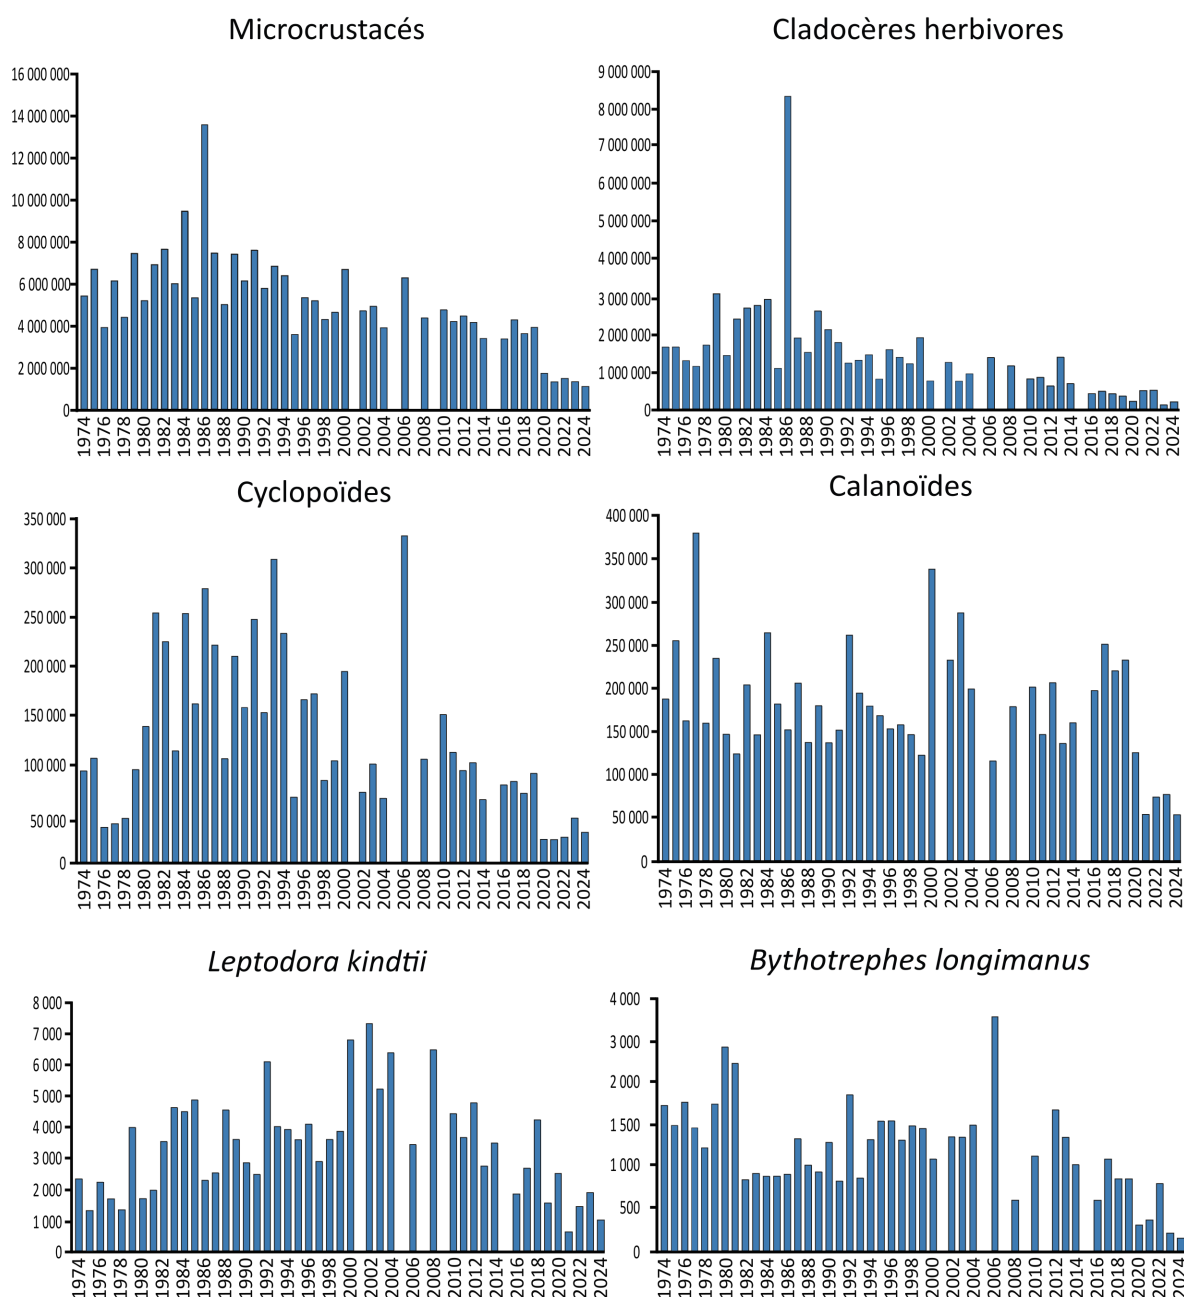 Microcrustacés
16 000 000
14 000 000
12 000 000
10 000 000
8 000 000
6 000 000
4 000 000
2 000 000
0
1974 1976 1978 1980 1982 1984 1986 1988 1990 1992 1994 1996 1998 2000 2002 2004 2006 2008 2010 2012 2014 2016 2018 2020 2022 2024
Cladocères herbivores
9 000 000
8 000 000
7 000 000
6 000 000
5 000 000
4 000 000
3 000 000
2 000 000
1 000 000
0
1974 1976 1978 1980 1982 1984 1986 1988 1990 1992 1994 1996 1998 2000 2002 2004 2006 2008 2010 2012 2014 2016 2018 2020 2022 2024
Cyclopoïdes
350 000
300 000
250 000
200 000
150 000
100 000
50 000
0
1974 1976 1978 1980 1982 1984 1986 1988 1990 1992 1994 1996 1998 2000 2002 2004 2006 2008 2010 2012 2014 2016 2018 2020 2022 2024
Calanoïdes
400 000
350 000
300 000
250 000
200 000
150 000
100 000
50 000
0
1974 1976 1978 1980 1982 1984 1986 1988 1990 1992 1994 1996 1998 2000 2002 2004 2006 2008 2010 2012 2014 2016 2018 2020 2022 2024
Leptodora kindtii
8 000
7 000
6 000
5 000
4 000
3 000
2 000
1 000
0
1974 1976 1978 1980 1982 1984 1986 1988 1990 1992 1994 1996 1998 2000 2002 2004 2006 2008 2010 2012 2014 2016 2018 2020 2022 2024
Bythotrephes longimanus
4 000
3 000
2 000
1 500
1 000
500
0
1974 1976 1978 1980 1982 1984 1986 1988 1990 1992 1994 1996 1998 2000 2002 2004 2006 2008 2010 2012 2014 2016 2018 2020 2022 2024